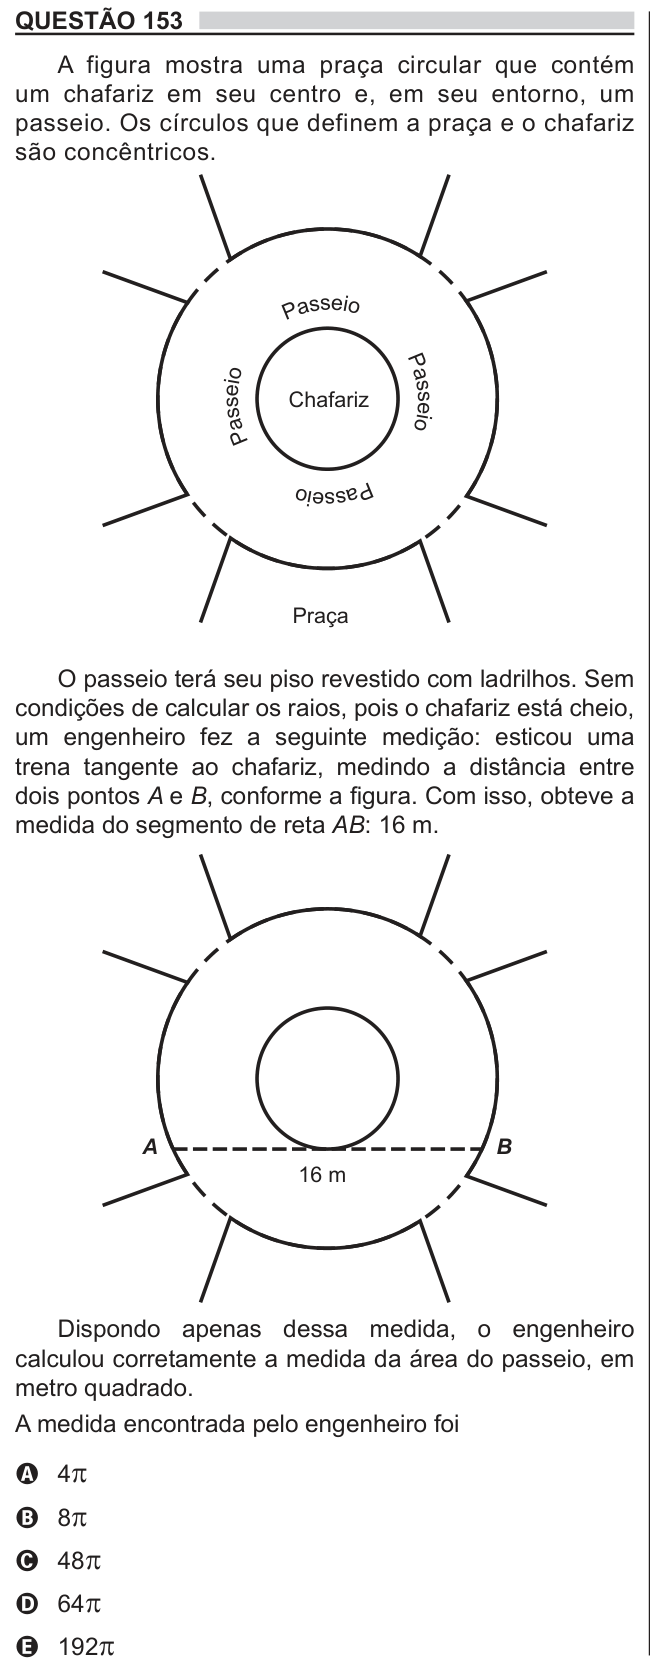 QUESTÃO 153
A figura mostra uma praça circular que contém
um chafariz em seu centro e, em seu entorno, um
passeio. Os círculos que definem a praça e o chafariz
são concêntricos.
Passeio
Passeio
Chafariz
Passeio
Passeio
Praça
O passeio terá seu piso revestido com ladrilhos. Sem
condições de calcular os raios, pois o chafariz está cheio,
um engenheiro fez a seguinte medição: esticou uma
trena tangente ao chafariz, medindo a distância entre
dois pontos A e B, conforme a figura. Com isso, obteve a
medida do segmento de reta AB: 16 m.
A B
16 m
Dispondo apenas dessa medida, o engenheiro
calculou corretamente a medida da área do passeio, em
metro quadrado.
A medida encontrada pelo engenheiro foi
A 4π
B 8π
C 48π
D 64π
E 192π